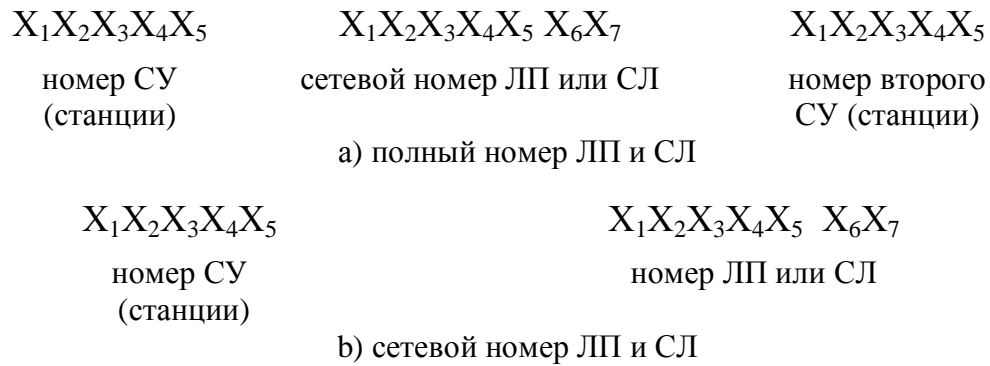 X₁X₂X₃X₄X₅ X₁X₂X₃X₄X₅ X₆X₇ X₁X₂X₃X₄X₅
номер СУ сетевой номер ЛП или СЛ номер второго
(станции) СУ (станции)
а) полный номер ЛП и СЛ
X₁X₂X₃X₄X₅ X₁X₂X₃X₄X₅ X₆X₇
номер СУ номер ЛП или СЛ
(станции)
b) сетевой номер ЛП и СЛ